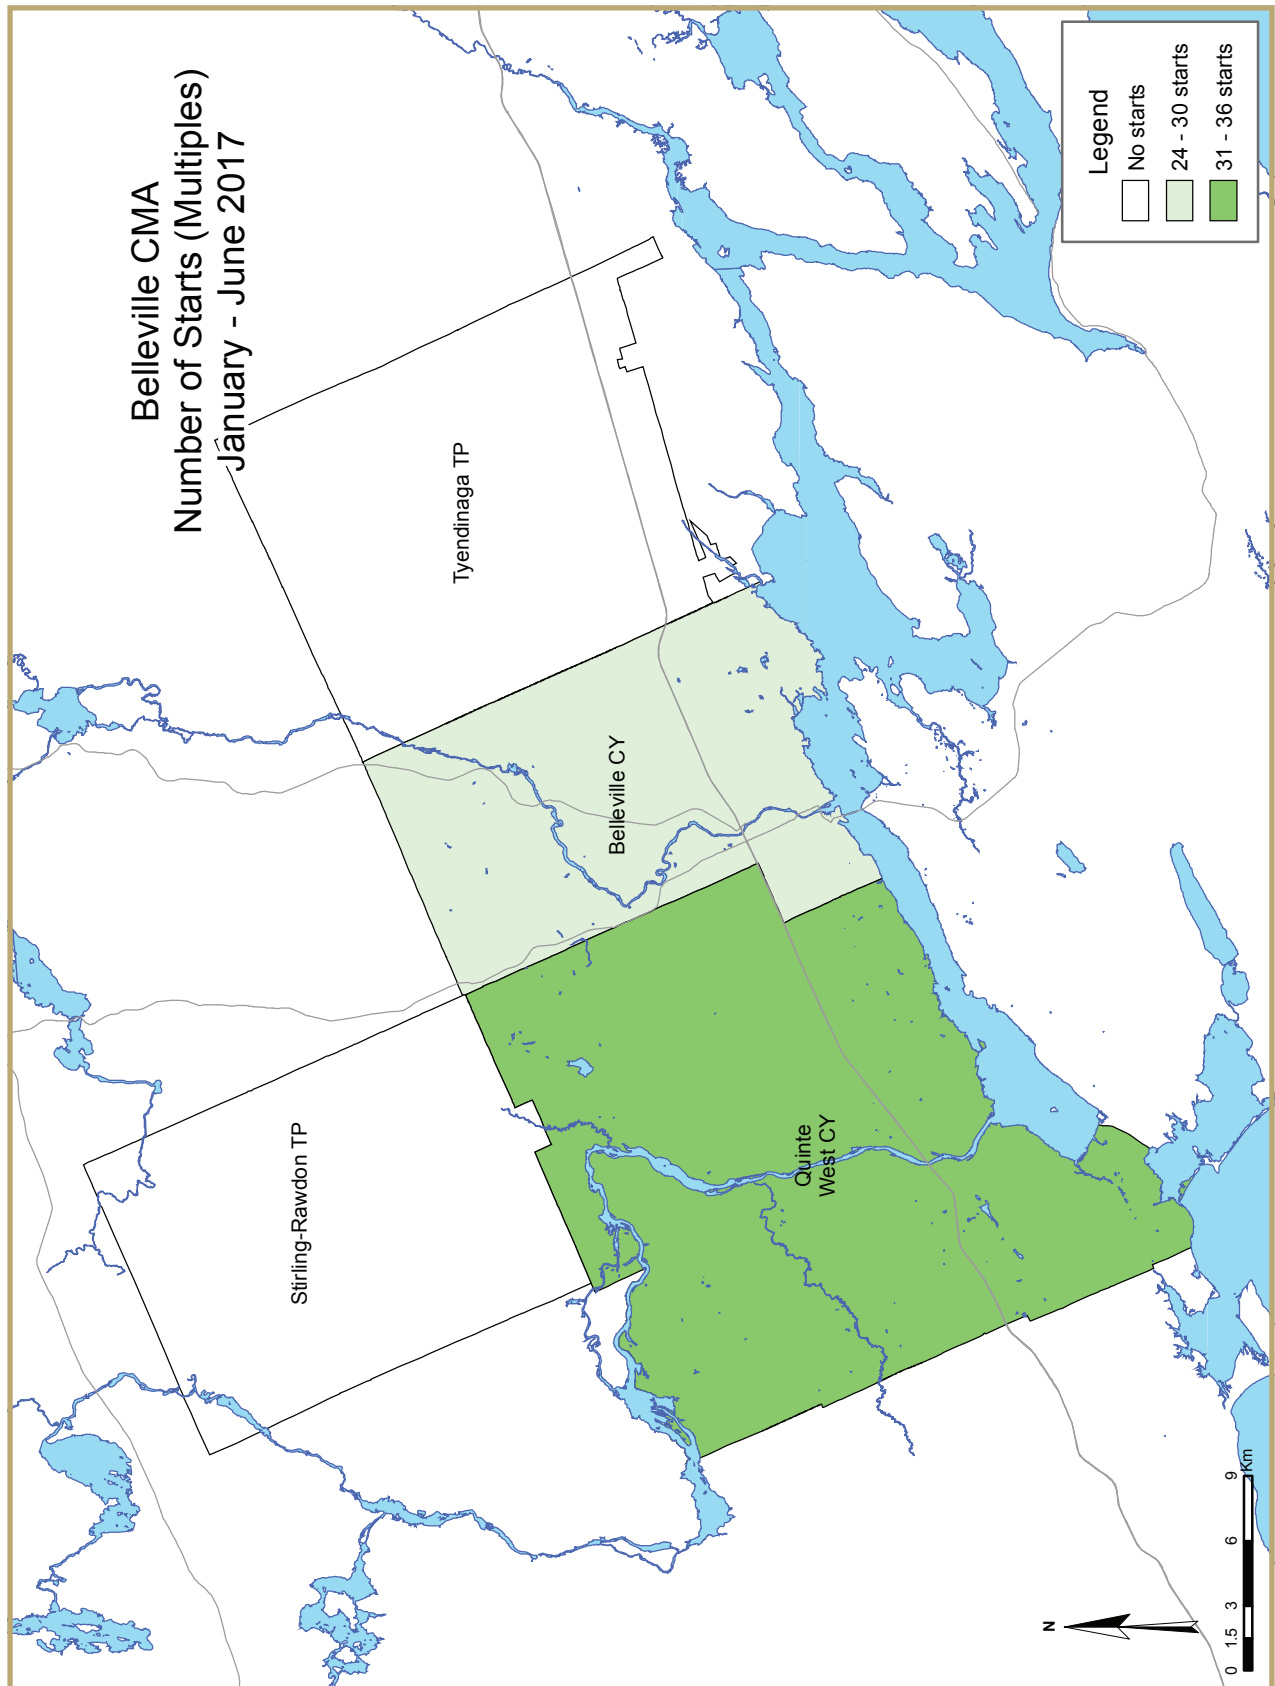 Belleville CMA
Number of Starts (Multiples)
January - June 2017
Stirling-Rawdon TP
Tyendinaga TP
Belleville CY
Quinte
West CY
Legend
No starts
24 - 30 starts
31 - 36 starts
N
0 1.5 3 6 9
Km